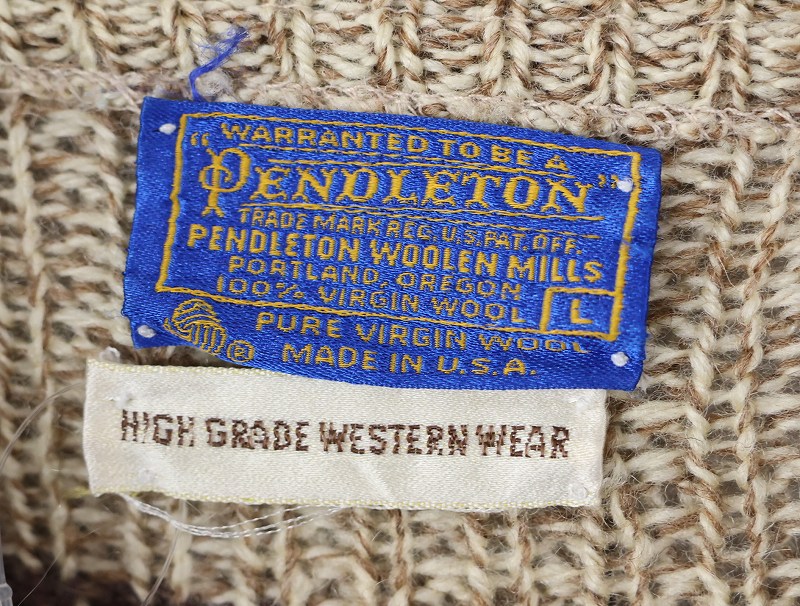 WARRANTED TO BE A
"PENDLETON"
TRADE MARK REG. U.S. PAT. OFF.
PENDLETON WOOLEN MILLS
PORTLAND, OREGON
100% VIRGIN WOOL L
PURE VIRGIN WOOL
®
MADE IN U.S.A.
HIGH GRADE WESTERN WEAR